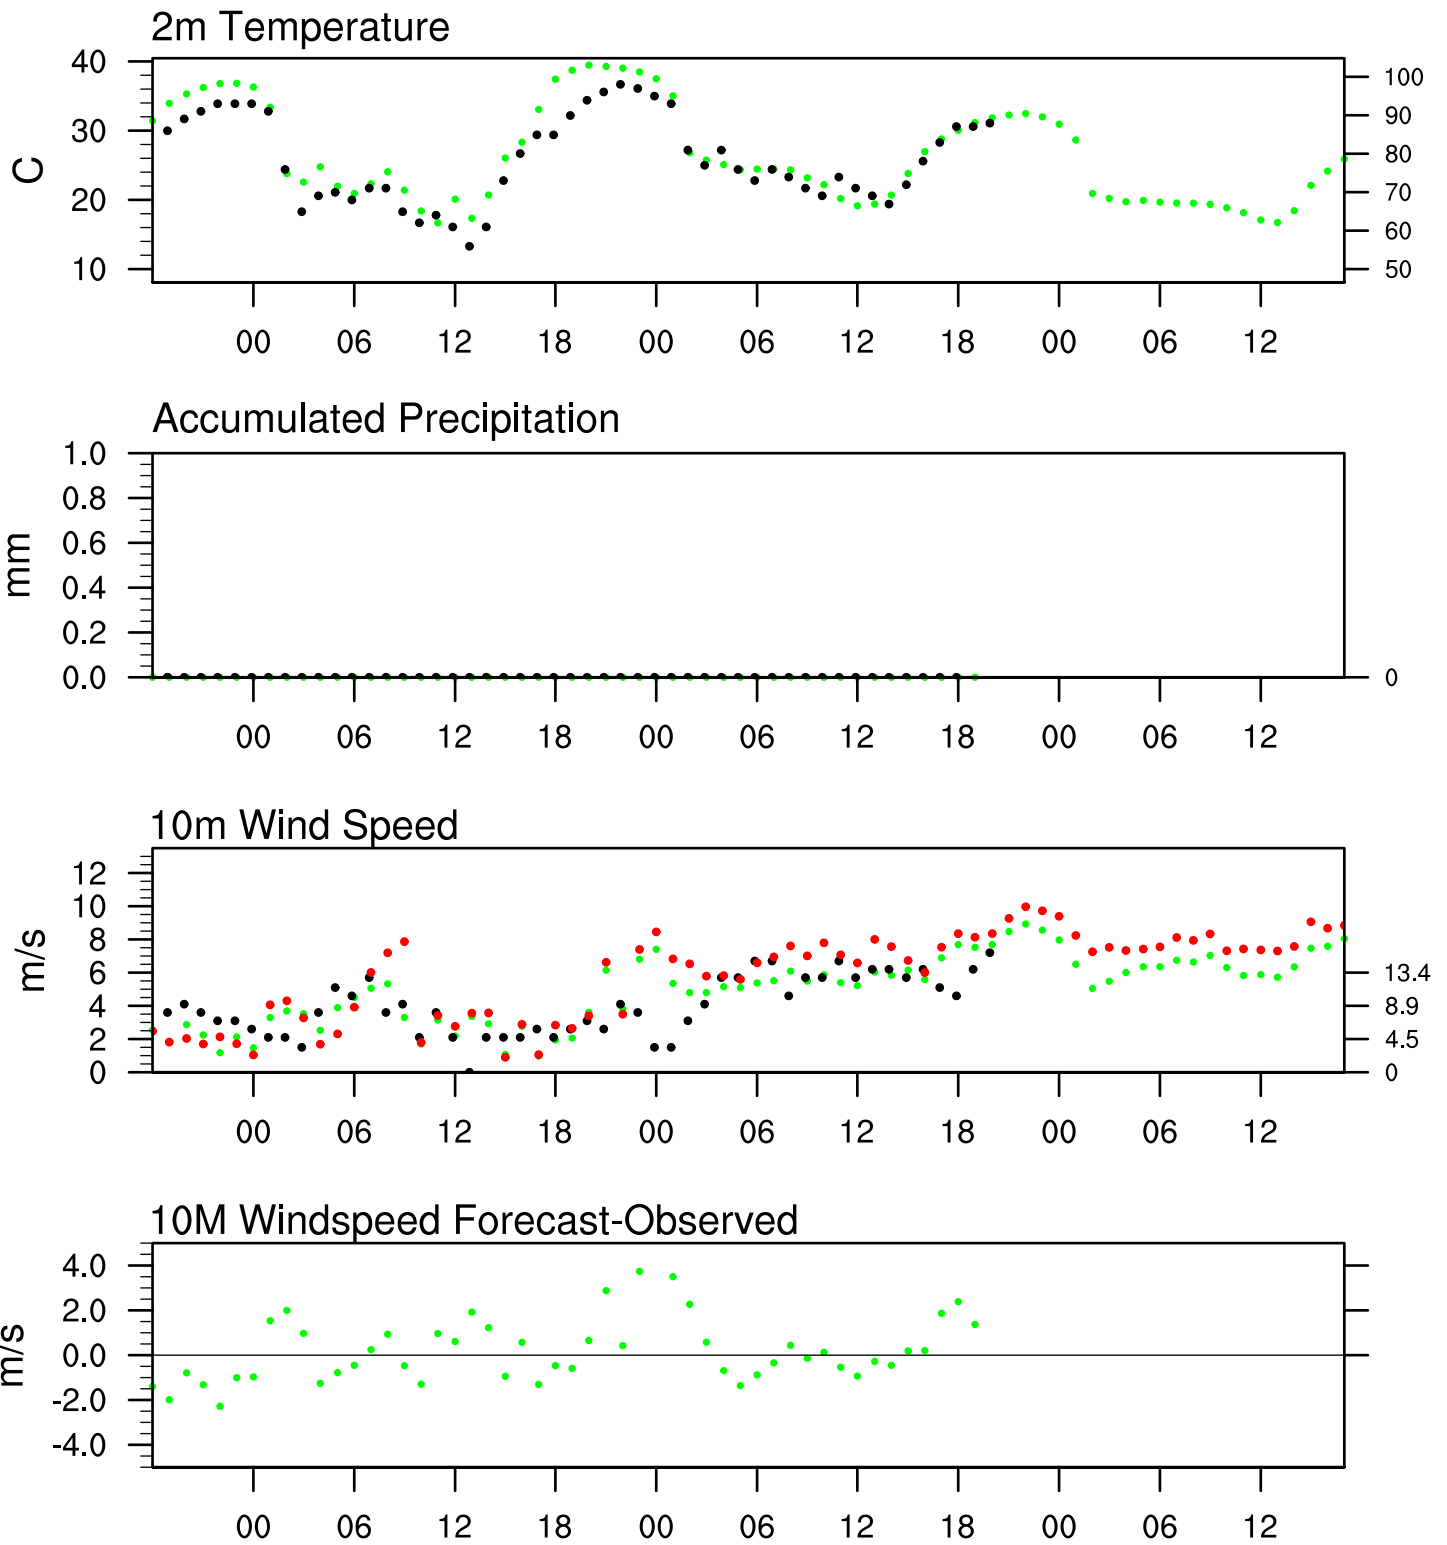 2m Temperature
40
30
20
10
C
100
90
80
70
60
50
00 06 12 18 00 06 12 18 00 06 12
Accumulated Precipitation
1.0
0.8
0.6
0.4
0.2
0.0
mm
0
00 06 12 18 00 06 12 18 00 06 12
10m Wind Speed
12
10
8
6
4
2
0
m/s
13.4
8.9
4.5
0
00 06 12 18 00 06 12 18 00 06 12
10M Windspeed Forecast-Observed
4.0
2.0
0.0
-2.0
-4.0
m/s
00 06 12 18 00 06 12 18 00 06 12